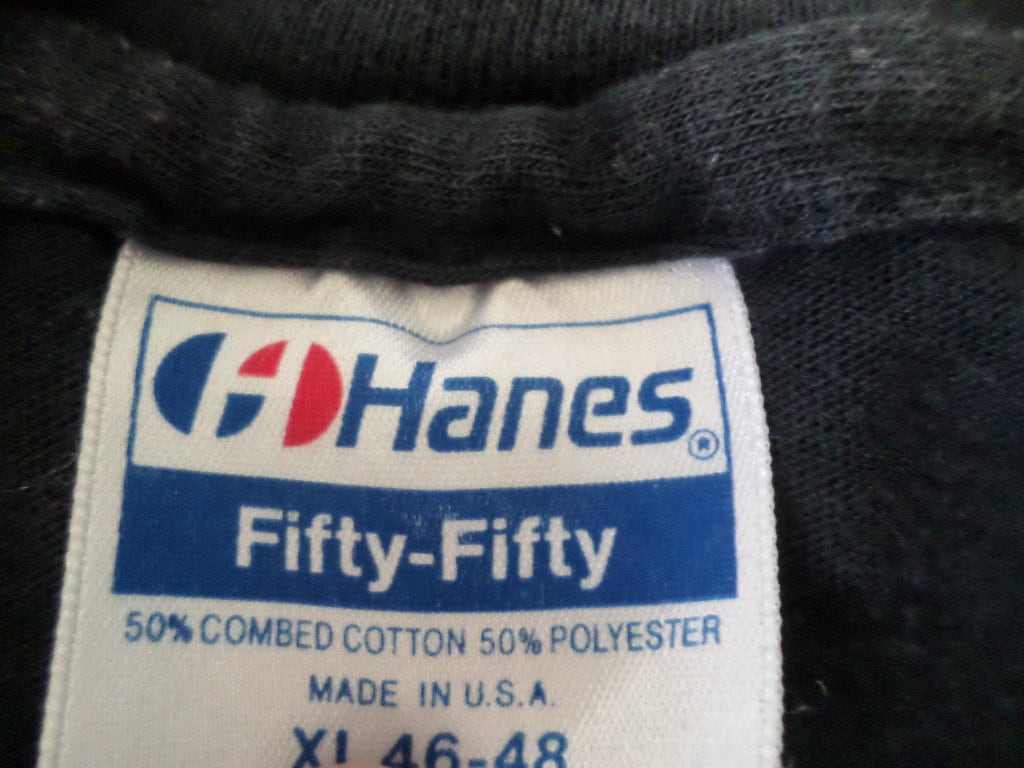 Hanes®
Fifty-Fifty
50% COMBED COTTON 50% POLYESTER
MADE IN U.S.A.
XL 46-48